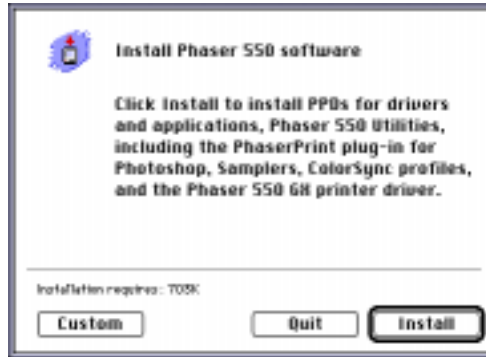 Install Phaser 550 software
Click Install to install PPDs for drivers
and applications, Phaser 550 Utilities,
including the PhaserPrint plug-in for
Photoshop, Samplers, ColorSync profiles,
and the Phaser 550 GX printer driver.
Installation requires: 703K
Custom
Quit
Install